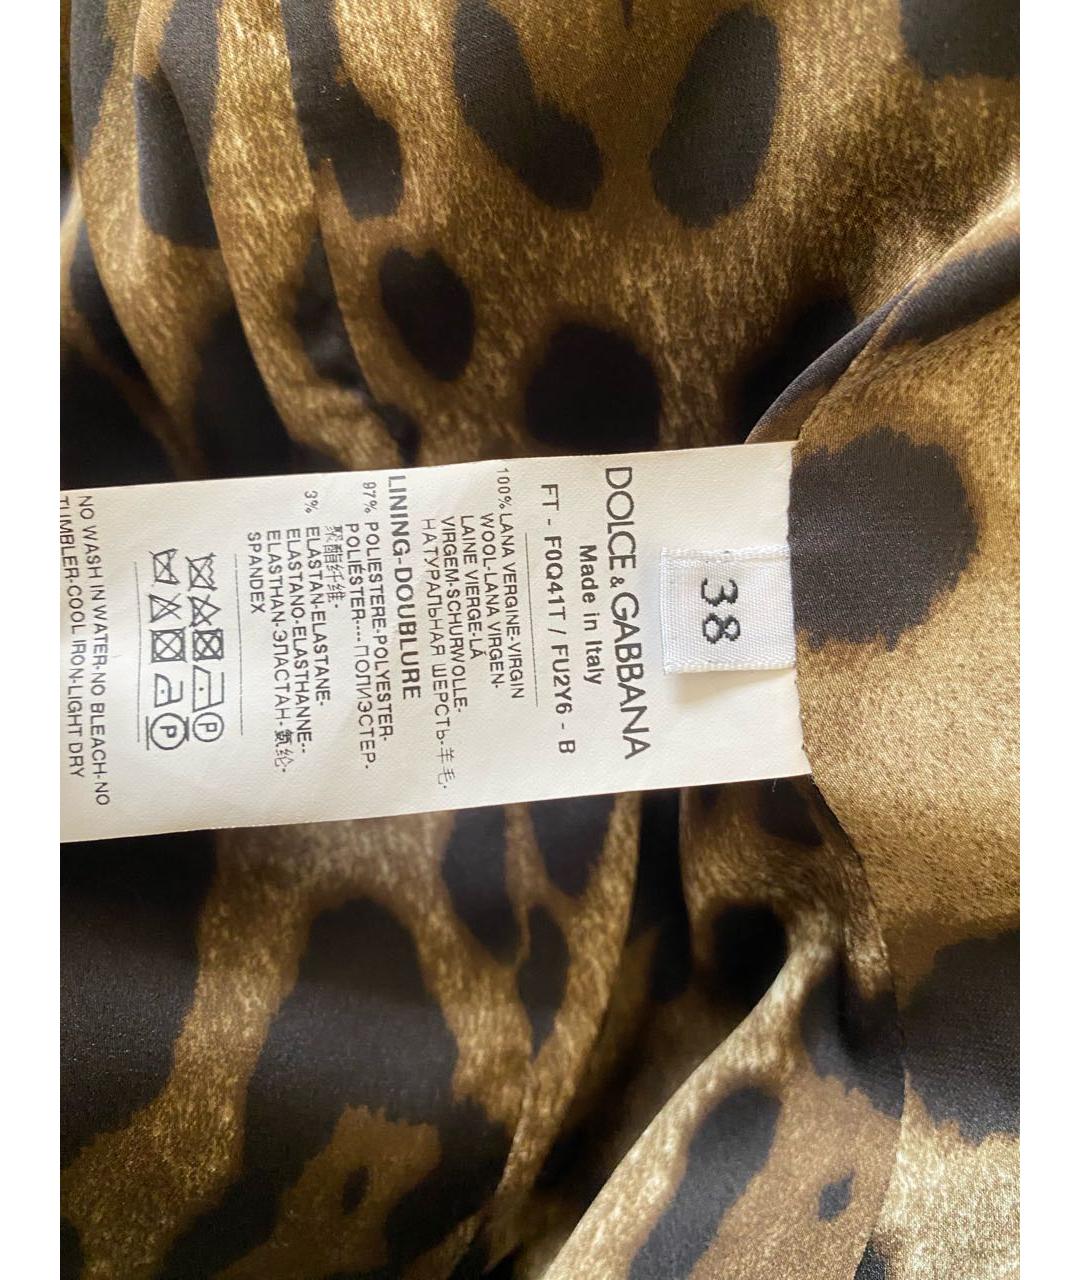 38
DOLCE & GABBANA
Made in Italy
FT - F0Q41T / FU2Y6 - B
100% LANA VERGINE-VIRGIN
WOOL-LANA VIRGEN-
LAINE VIERGE-LÃ
VIRGEM-SCHURWOLLE-
НАТУРАЛЬНАЯ ШЕРСТЬ-羊毛-
LINING-DOUBLURE
97% POLIESTERE-POLYESTER-
POLIÉSTER----ПОЛИЭСТЕР-
聚酯纤维-
3% ELASTAN-ELASTANE-
ELASTANO-ELASTHANNE--
ELASTHAN-ЭЛАСТАН-氨纶-
SPANDEX
P
P
NO WASH IN WATER-NO BLEACH-NO
TUMBLER-COOL IRON-LIGHT DRY